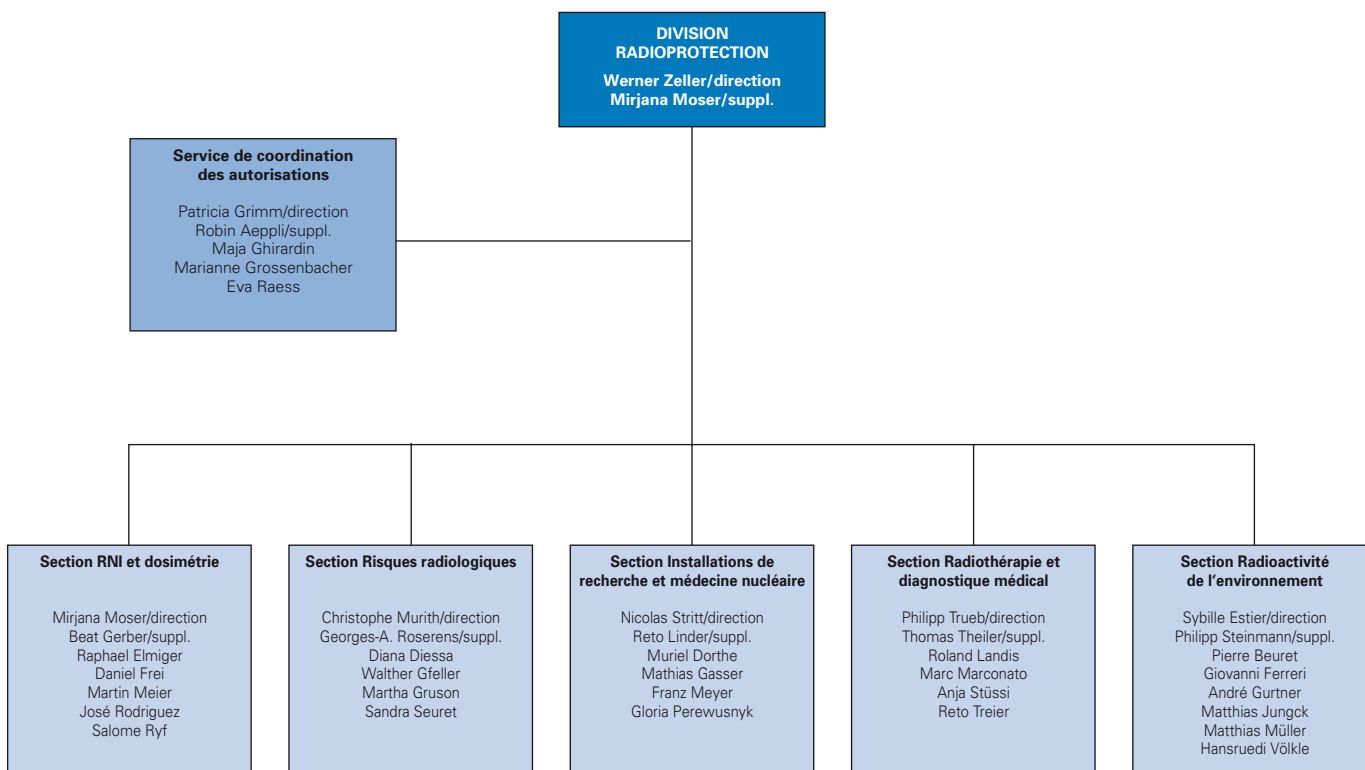 DIVISION
RADIOPROTECTION
Werner Zeller/direction
Mirjana Moser/suppl.
Service de coordination
des autorisations
Patricia Grimm/direction
Robin Aeppli/suppl.
Maja Ghirardin
Marianne Grossenbacher
Eva Raess
Section RNI et dosimétrie
Mirjana Moser/direction
Beat Gerber/suppl.
Raphael Elmiger
Daniel Frei
Martin Meier
José Rodriguez
Salome Ryf
Section Risques radiologiques
Christophe Murith/direction
Georges-A. Roserens/suppl.
Diana Diessa
Walther Gfeller
Martha Gruson
Sandra Seuret
Section Installations de
recherche et médecine nucléaire
Nicolas Stritt/direction
Reto Linder/suppl.
Muriel Dorthe
Mathias Gasser
Franz Meyer
Gloria Perewusnyk
Section Radiothérapie et
diagnostique médical
Philipp Trueb/direction
Thomas Theiler/suppl.
Roland Landis
Marc Marconato
Anja Stüssi
Reto Treier
Section Radioactivité
de l‘environnement
Sybille Estier/direction
Philipp Steinmann/suppl.
Pierre Beuret
Giovanni Ferreri
André Gurtner
Matthias Jungck
Matthias Müller
Hansruedi Völkle